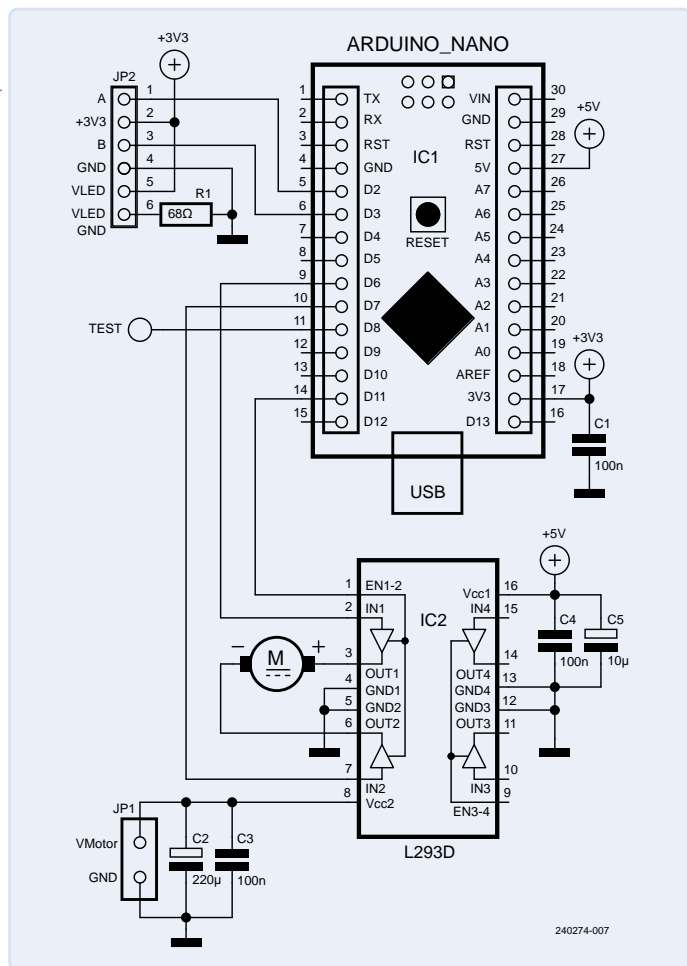 ARDUINO_NANO
+3V3
JP2
A
+3V3
B
GND
VLED
VLED
GND
1
2
3
4
5
6
R1
68Ω
1
2
3
4
5
6
7
8
9
10
11
12
13
14
15
TX
RX
RST
GND
D2
D3
D4
D5
D6
D7
D8
D9
D10
D11
D12
IC1
RESET
USB
VIN
GND
RST
5V
A7
A6
A5
A4
A3
A2
A1
A0
AREF
3V3
D13
30
29
28
27
26
25
24
23
22
21
20
19
18
17
16
+5V
+3V3
C1
100n
TEST
+5V
IC2
1
2
3
4
5
6
7
8
EN1-2
IN1
OUT1
GND1
GND2
OUT2
IN2
Vcc2
Vcc1
IN4
OUT4
GND4
GND3
OUT3
IN3
EN3-4
16
15
14
13
12
11
10
9
C4
100n
C5
10µ
– M +
JP1
VMotor
GND
C2
220µ
C3
100n
L293D
240274-007